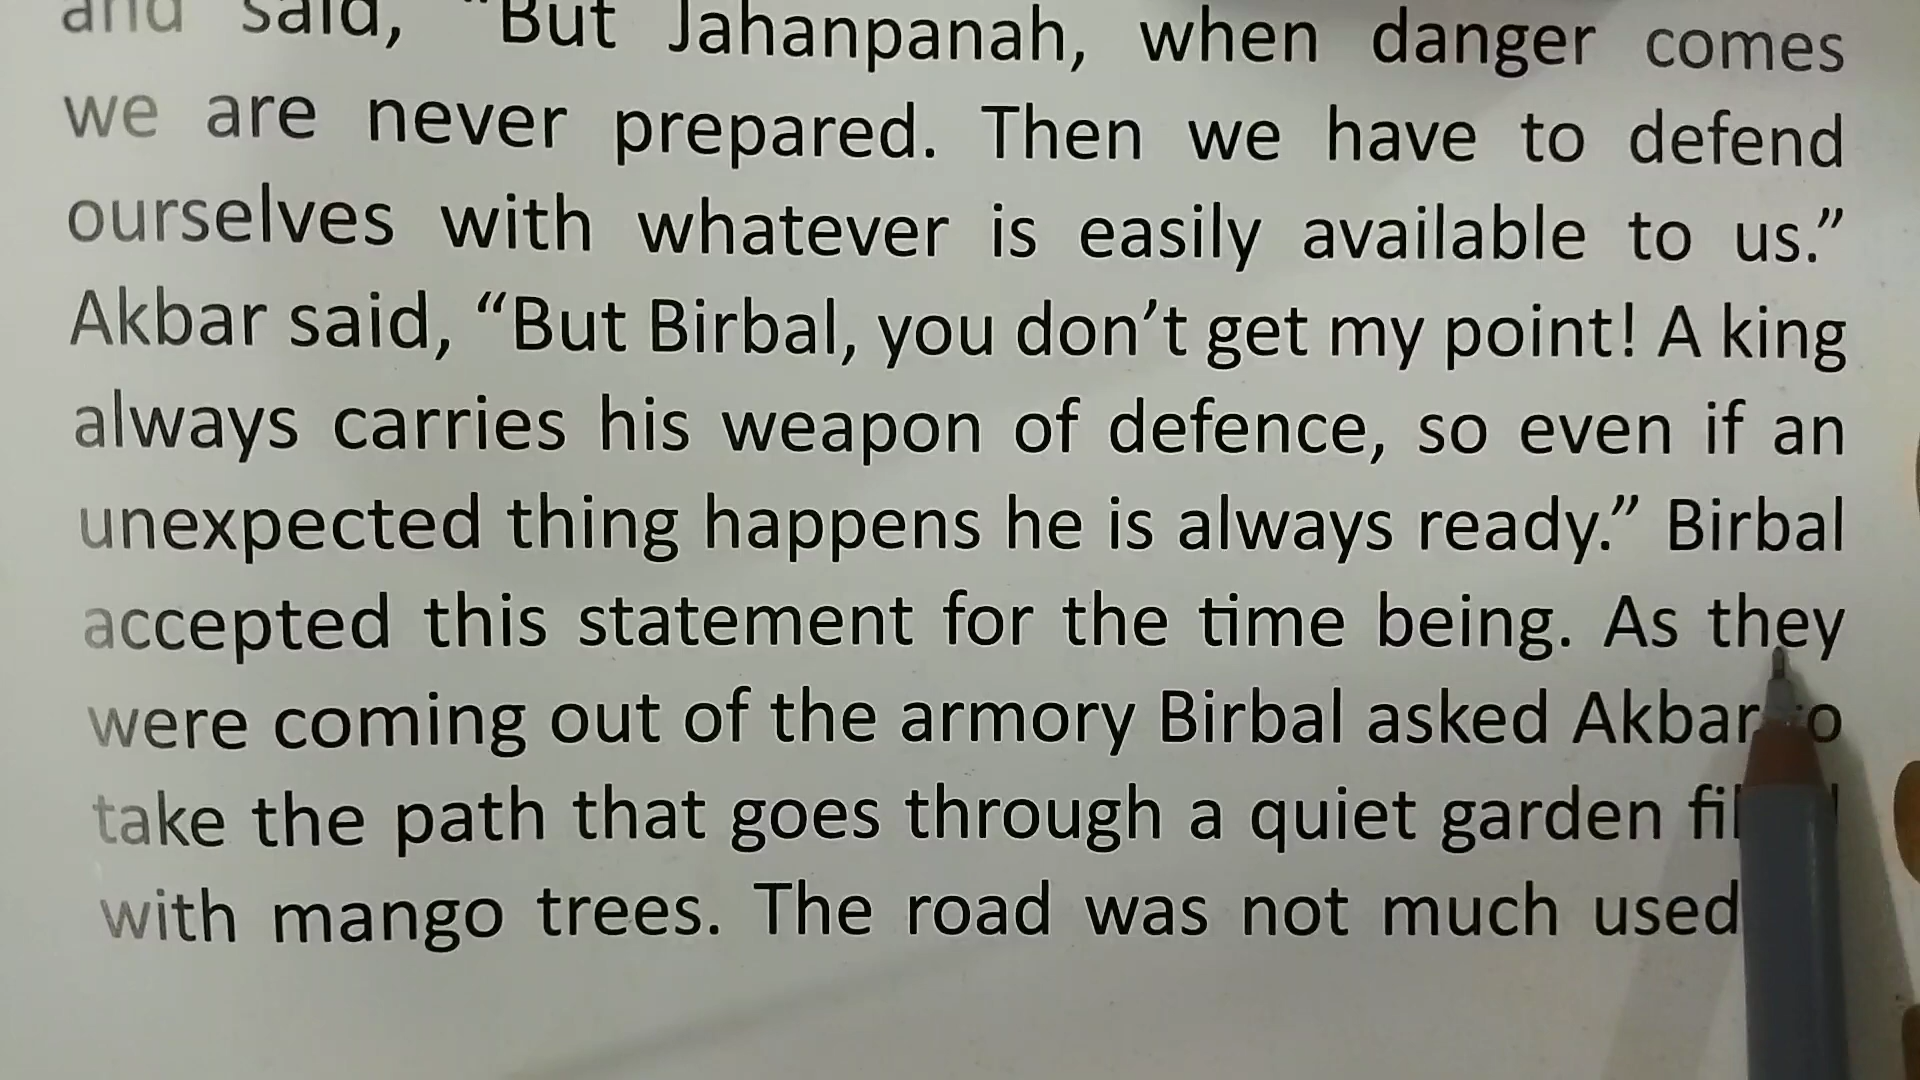 and said, "But Jahanpanah, when danger comes
we are never prepared. Then we have to defend
ourselves with whatever is easily available to us.”
Akbar said, “But Birbal, you don’t get my point! A king
always carries his weapon of defence, so even if an
unexpected thing happens he is always ready.” Birbal
accepted this statement for the time being. As they
were coming out of the armory Birbal asked Akbar
take the path that goes through a quiet garden
with mango trees. The road was not much used